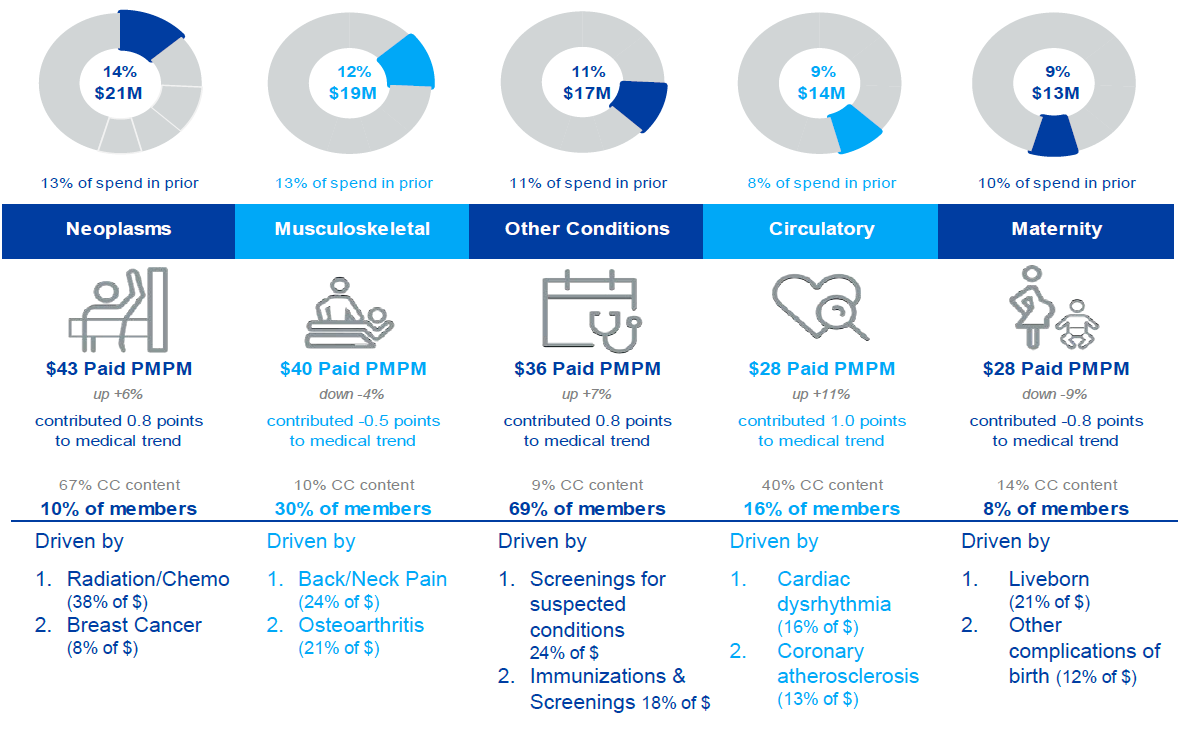 14%
$21M
12%
$19M
11%
$17M
9%
$14M
9%
$13M
13% of spend in prior
13% of spend in prior
11% of spend in prior
8% of spend in prior
10% of spend in prior
Neoplasms
Musculoskeletal
Other Conditions
Circulatory
Maternity
$43 Paid PMPM
up +6%
contributed 0.8 points
to medical trend
67% CC content
10% of members
$40 Paid PMPM
down -4%
contributed -0.5 points
to medical trend
10% CC content
30% of members
$36 Paid PMPM
up +7%
contributed 0.8 points
to medical trend
9% CC content
69% of members
$28 Paid PMPM
up +11%
contributed 1.0 points
to medical trend
40% CC content
16% of members
$28 Paid PMPM
down -9%
contributed -0.8 points
to medical trend
14% CC content
8% of members
Driven by
1. Radiation/Chemo
(38% of $)
2. Breast Cancer
(8% of $)
Driven by
1. Back/Neck Pain
(24% of $)
2. Osteoarthritis
(21% of $)
Driven by
1. Screenings for
suspected
conditions
24% of $
2. Immunizations &
Screenings 18% of $
Driven by
1. Cardiac
dysrhythmia
(16% of $)
2. Coronary
atherosclerosis
(13% of $)
Driven by
1. Liveborn
(21% of $)
2. Other
complications of
birth (12% of $)